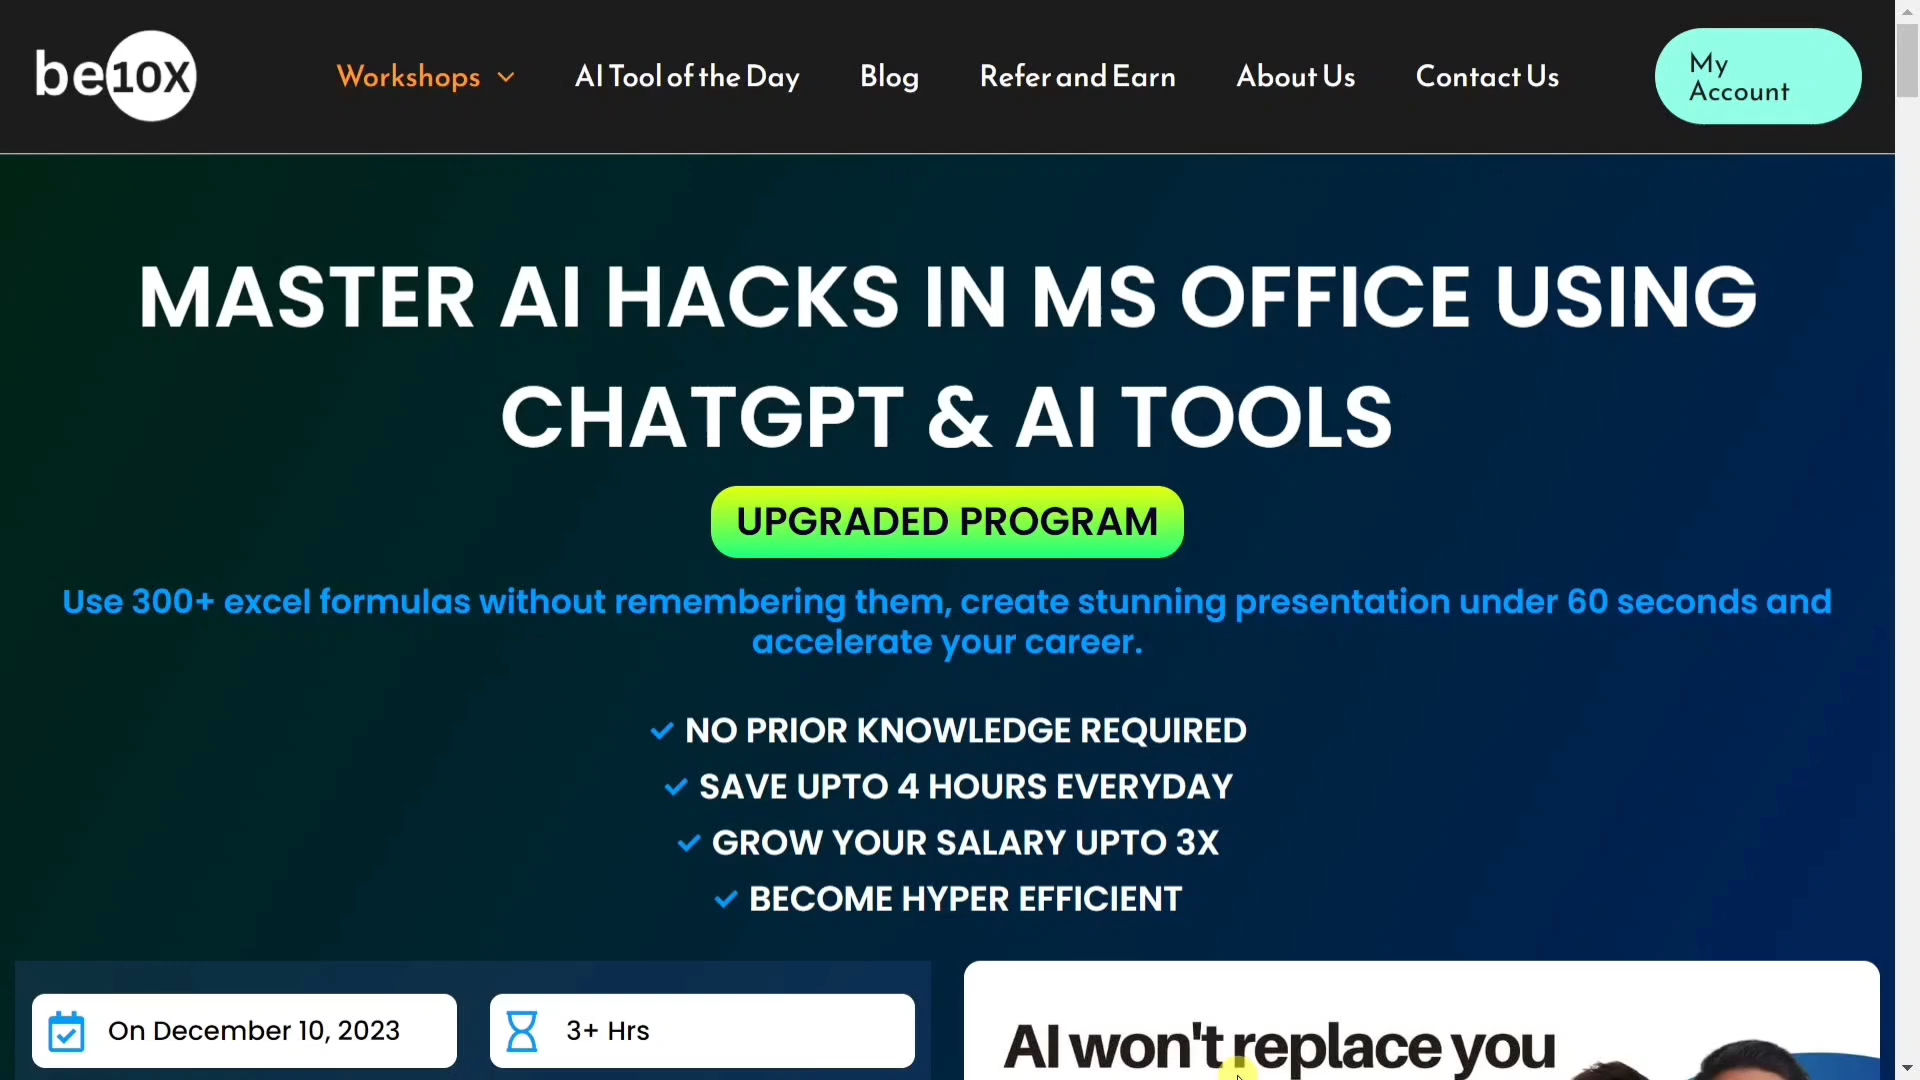 be10X
Workshops
AI Tool of the Day
Blog
Refer and Earn
About Us
Contact Us
My
Account
MASTER AI HACKS IN MS OFFICE USING
CHATGPT & AI TOOLS
UPGRADED PROGRAM
Use 300+ excel formulas without remembering them, create stunning presentation under 60 seconds and
accelerate your career.
NO PRIOR KNOWLEDGE REQUIRED
SAVE UPTO 4 HOURS EVERYDAY
GROW YOUR SALARY UPTO 3X
BECOME HYPER EFFICIENT
On December 10, 2023
3+ Hrs
AI won't replace you